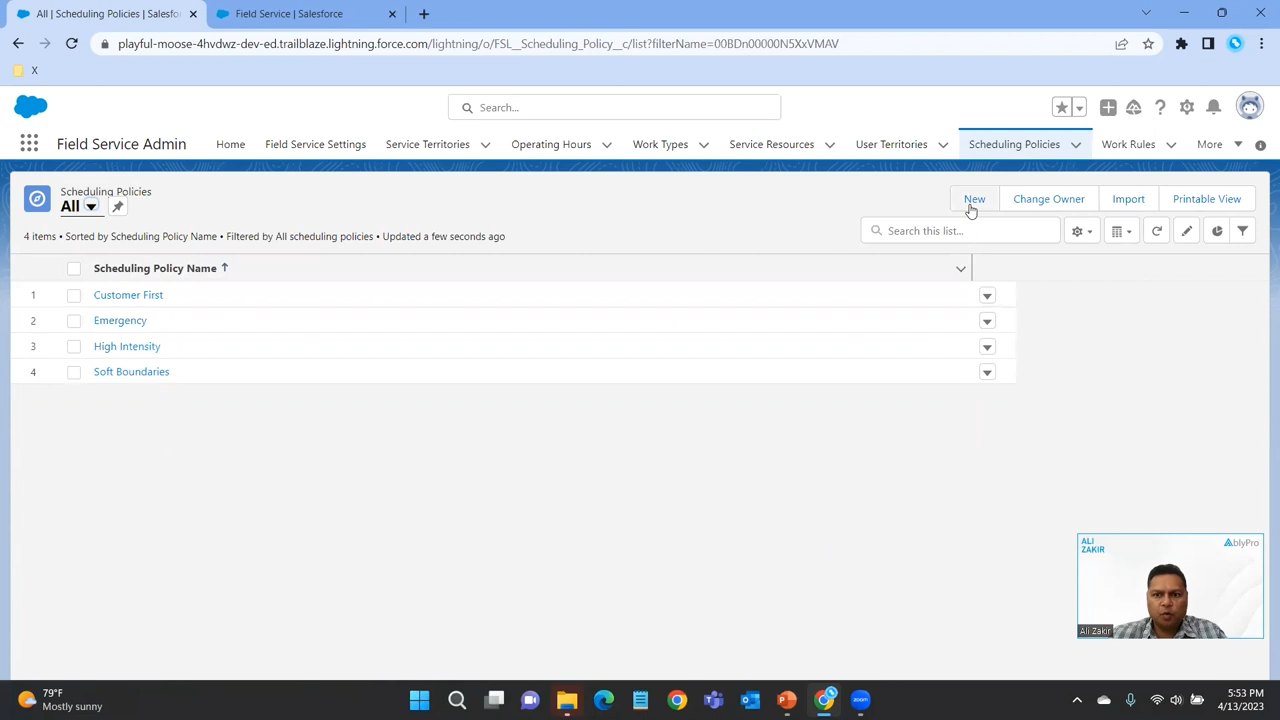 All | Scheduling Policies | Salesfo
Field Service | Salesforce
playful-moose-4hvdwz-dev-ed.trailblaze.lightning.force.com/lightning/o/FSL__Scheduling_Policy__c/list?filterName=00BDn00000N5XxVMAV
X
Search...
Field Service Admin
Home
Field Service Settings
Service Territories
Operating Hours
Work Types
Service Resources
User Territories
Scheduling Policies
Work Rules
More
Scheduling Policies
All
New
Change Owner
Import
Printable View
4 items • Sorted by Scheduling Policy Name • Filtered by All scheduling policies • Updated a few seconds ago
Search this list...
Scheduling Policy Name
1 Customer First
2 Emergency
3 High Intensity
4 Soft Boundaries
ALI
ZAKIR
AblyPro
Ali Zakir
79°F
Mostly sunny
zoom
5:53 PM
4/13/2023